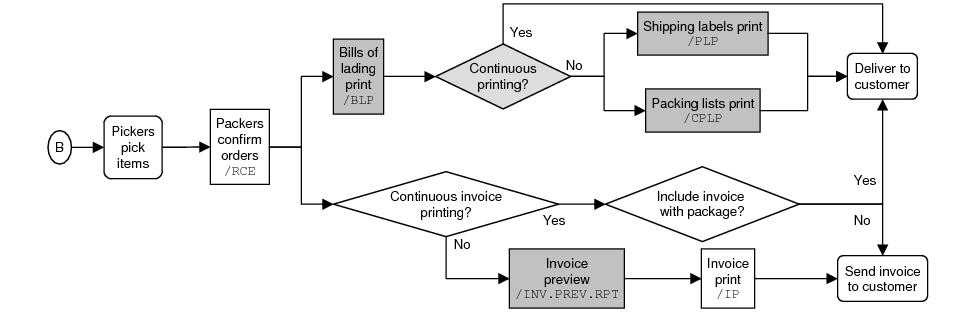 B
Pickers
pick
items
Packers
confirm
orders
/RCE
Bills of
lading
print
/BLP
Continuous
printing?
Yes
No
Shipping labels print
/PLP
Packing lists print
/CPLP
Deliver to
customer
Continuous invoice
printing?
Yes
No
Include invoice
with package?
Yes
No
Invoice
preview
/INV.PREV.RPT
Invoice
print
/IP
Send invoice
to customer